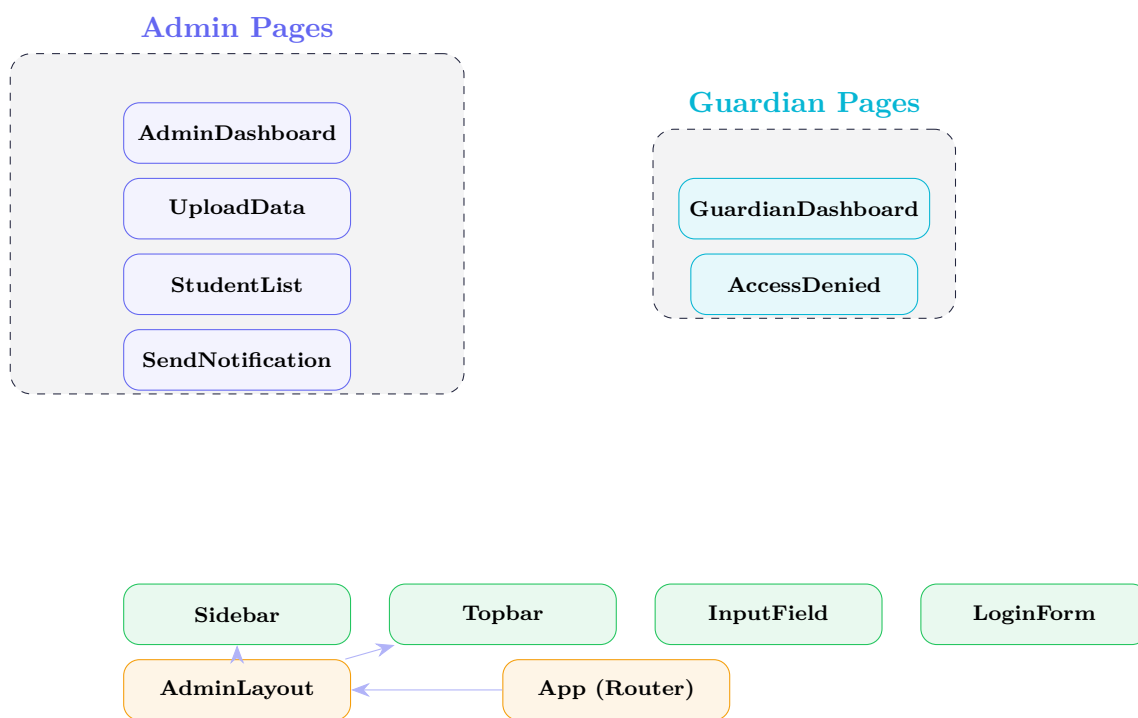 Admin Pages
AdminDashboard
UploadData
StudentList
SendNotification
Guardian Pages
GuardianDashboard
AccessDenied
Sidebar
Topbar
InputField
LoginForm
AdminLayout
App (Router)